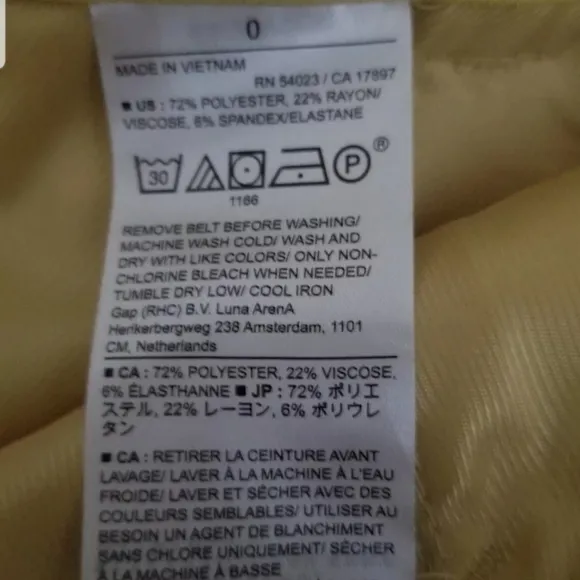 0
MADE IN VIETNAM
RN 54023 / CA 17897
■ US : 72% POLYESTER, 22% RAYON/
VISCOSE, 6% SPANDEX/ELASTANE
30 P ®
1166
REMOVE BELT BEFORE WASHING/
MACHINE WASH COLD/ WASH AND
DRY WITH LIKE COLORS/ ONLY NON-
CHLORINE BLEACH WHEN NEEDED/
TUMBLE DRY LOW/ COOL IRON
Gap (RHC) B.V. Luna ArenA
Herikerbergweg 238 Amsterdam, 1101
CM, Netherlands
■ CA : 72% POLYESTER, 22% VISCOSE,
6% ÉLASTHANNE ■ JP : 72% ポリエ
ステル, 22% レーヨン, 6% ポリウレ
タン
■ CA : RETIRER LA CEINTURE AVANT
LAVAGE/ LAVER À LA MACHINE À L'EAU
FROIDE/ LAVER ET SÉCHER AVEC DES
COULEURS SEMBLABLES/ UTILISER AU
BESOIN UN AGENT DE BLANCHIMENT
SANS CHLORE UNIQUEMENT/ SÉCHER
À LA MACHINE À BASSE